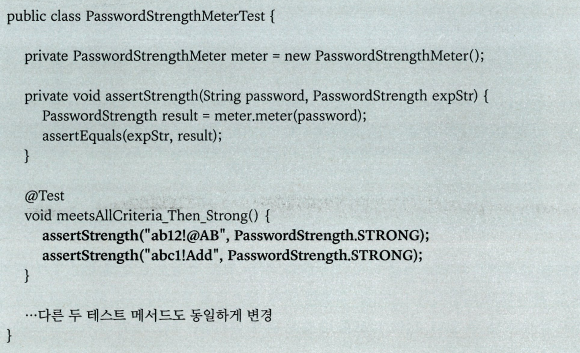 public class PasswordStrengthMeterTest {
private PasswordStrengthMeter meter = new PasswordStrengthMeter();
private void assertStrength(String password, PasswordStrength expStr) {
PasswordStrength result = meter.meter(password);
assertEquals(expStr, result);
}
@Test
void meetsAllCriteria_Then_Strong() {
assertStrength("ab12!@AB", PasswordStrength.STRONG);
assertStrength("abc1!Add", PasswordStrength.STRONG);
}
…다른 두 테스트 메서드도 동일하게 변경
}